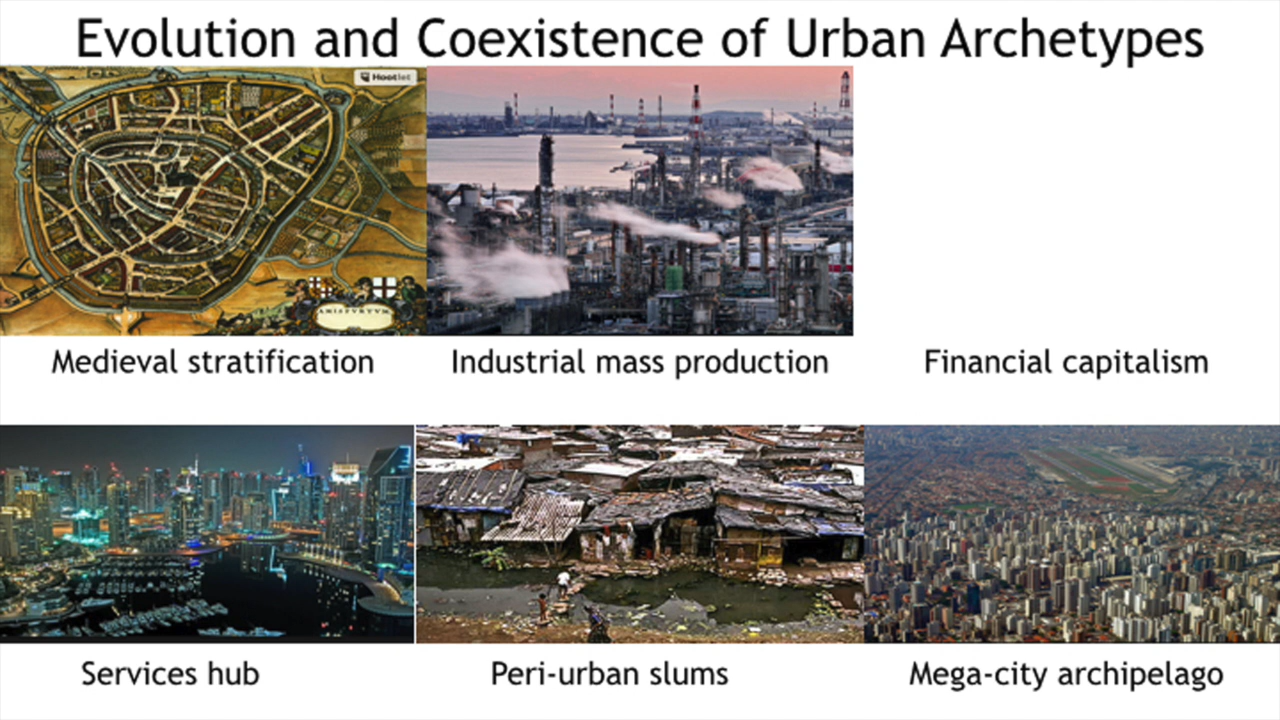 Evolution and Coexistence of Urban Archetypes
Hootlet
AMISFVRTVM
Medieval stratification
Industrial mass production
Financial capitalism
Services hub
Peri-urban slums
Mega-city archipelago